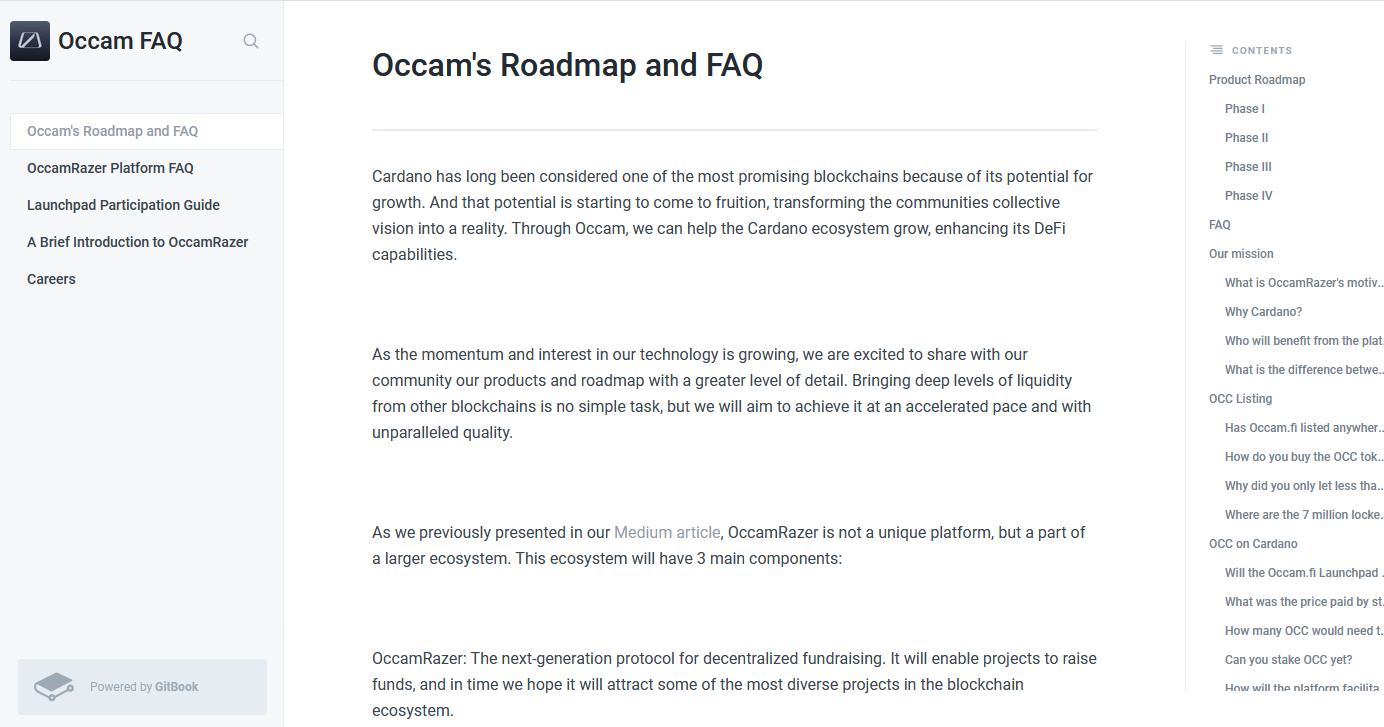 Occam FAQ
Occam's Roadmap and FAQ
OccamRazer Platform FAQ
Launchpad Participation Guide
A Brief Introduction to OccamRazer
Careers
Powered by GitBook
Occam's Roadmap and FAQ
Cardano has long been considered one of the most promising blockchains because of its potential for
growth. And that potential is starting to come to fruition, transforming the communities collective
vision into a reality. Through Occam, we can help the Cardano ecosystem grow, enhancing its DeFi
capabilities.
As the momentum and interest in our technology is growing, we are excited to share with our
community our products and roadmap with a greater level of detail. Bringing deep levels of liquidity
from other blockchains is no simple task, but we will aim to achieve it at an accelerated pace and with
unparalleled quality.
As we previously presented in our Medium article, OccamRazer is not a unique platform, but a part of
a larger ecosystem. This ecosystem will have 3 main components:
OccamRazer: The next-generation protocol for decentralized fundraising. It will enable projects to raise
funds, and in time we hope it will attract some of the most diverse projects in the blockchain
ecosystem.
CONTENTS
Product Roadmap
Phase I
Phase II
Phase III
Phase IV
FAQ
Our mission
What is OccamRazer's motiv..
Why Cardano?
Who will benefit from the plat.
What is the difference betwe..
OCC Listing
Has Occam.fi listed anywher..
How do you buy the OCC tok..
Why did you only let less tha..
Where are the 7 million locke.
OCC on Cardano
Will the Occam.fi Launchpad .
What was the price paid by st.
How many OCC would need t.
Can you stake OCC yet?
How will the platform facilita